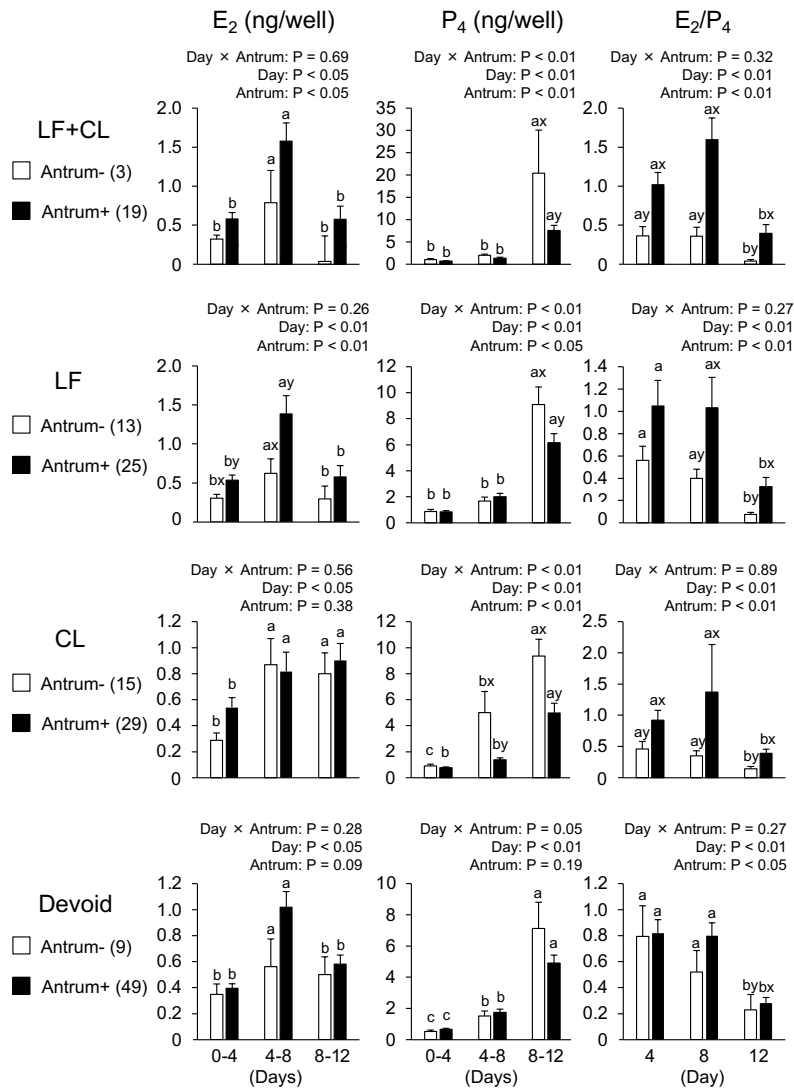 E₂ (ng/well)
P₄ (ng/well)
E₂/P₄
LF+CL
Antrum- (3)
Antrum+ (19)
Day × Antrum: P = 0.69
Day: P < 0.05
Antrum: P < 0.05
2.0
1.5
1.0
0.5
0
b b a a b b
Day × Antrum: P < 0.01
Day: P < 0.01
Antrum: P < 0.01
35
30
25
20
15
10
5
0
b b b b ax ay
Day × Antrum: P = 0.32
Day: P < 0.01
Antrum: P < 0.01
2.0
1.5
1.0
0.5
0
ay ax ay ax by bx
LF
Antrum- (13)
Antrum+ (25)
Day × Antrum: P = 0.26
Day: P < 0.01
Antrum: P < 0.01
2.0
1.5
1.0
0.5
0
bx by ax ay b b
Day × Antrum: P < 0.01
Day: P < 0.01
Antrum: P < 0.05
12
10
8
6
4
2
0
b b b b ax ay
Day × Antrum: P = 0.27
Day: P < 0.01
Antrum: P < 0.01
1.4
1.2
1.0
0.8
0.6
0.4
0.2
0
a a ay ax by bx
CL
Antrum- (15)
Antrum+ (29)
Day × Antrum: P = 0.56
Day: P < 0.05
Antrum: P = 0.38
1.2
1.0
0.8
0.6
0.4
0.2
0
b b a a a a
Day × Antrum: P < 0.01
Day: P < 0.01
Antrum: P < 0.01
12
10
8
6
4
2
0
c b bx by ax ay
Day × Antrum: P = 0.89
Day: P < 0.01
Antrum: P < 0.01
2.5
2.0
1.5
1.0
0.5
0
ay ax ay ax by bx
Devoid
Antrum- (9)
Antrum+ (49)
Day × Antrum: P = 0.28
Day: P < 0.05
Antrum: P = 0.09
1.2
1.0
0.8
0.6
0.4
0.2
0
b b a a b b
0-4 4-8 8-12
(Days)
Day × Antrum: P = 0.05
Day: P < 0.01
Antrum: P = 0.19
10
8
6
4
2
0
c c b b a a
0-4 4-8 8-12
(Days)
Day × Antrum: P = 0.27
Day: P < 0.01
Antrum: P < 0.05
1.2
1.0
0.8
0.6
0.4
0.2
0
a a a a by bx
4 8 12
(Day)